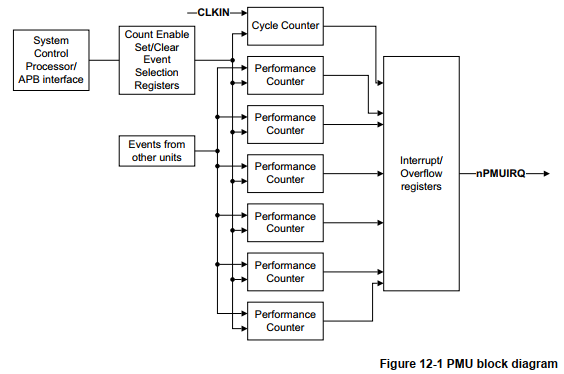 CLKIN
Cycle Counter
System
Control
Processor/
APB interface
Count Enable
Set/Clear
Event
Selection
Registers
Performance
Counter
Performance
Counter
Events from
other units
Performance
Counter
Interrupt/
Overflow
registers
nPMUIRQ
Performance
Counter
Performance
Counter
Performance
Counter
Figure 12-1 PMU block diagram